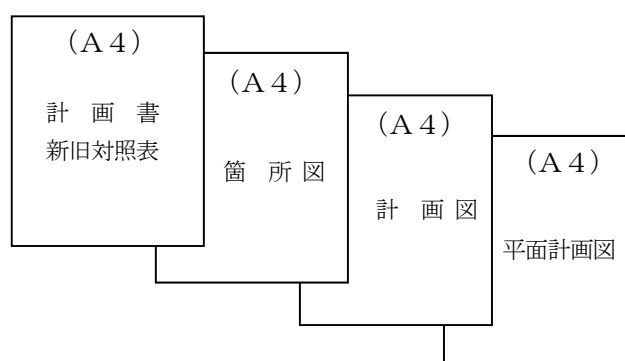 （Ａ４）
計　画　書
新旧対照表
（Ａ４）
箇　所　図
（Ａ４）
計　画　図
（Ａ４）
平面計画図